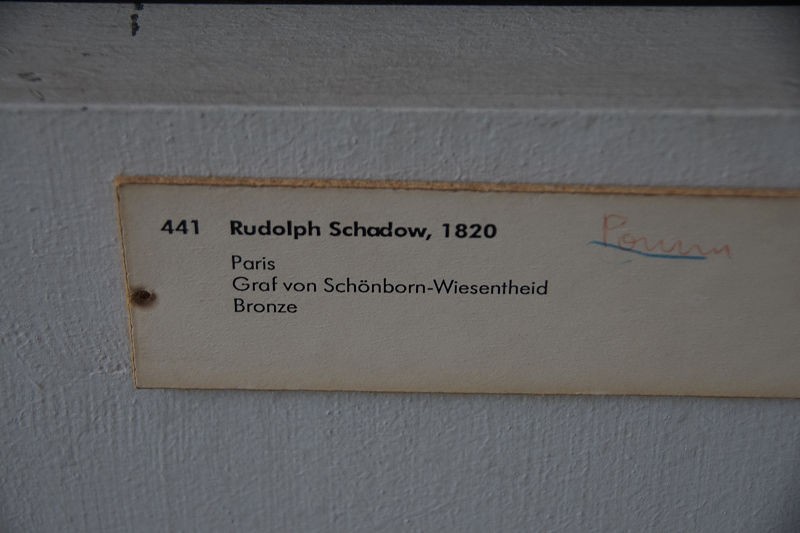 441 Rudolph Schadow, 1820
Paris
Graf von Schönborn-Wiesentheid
Bronze